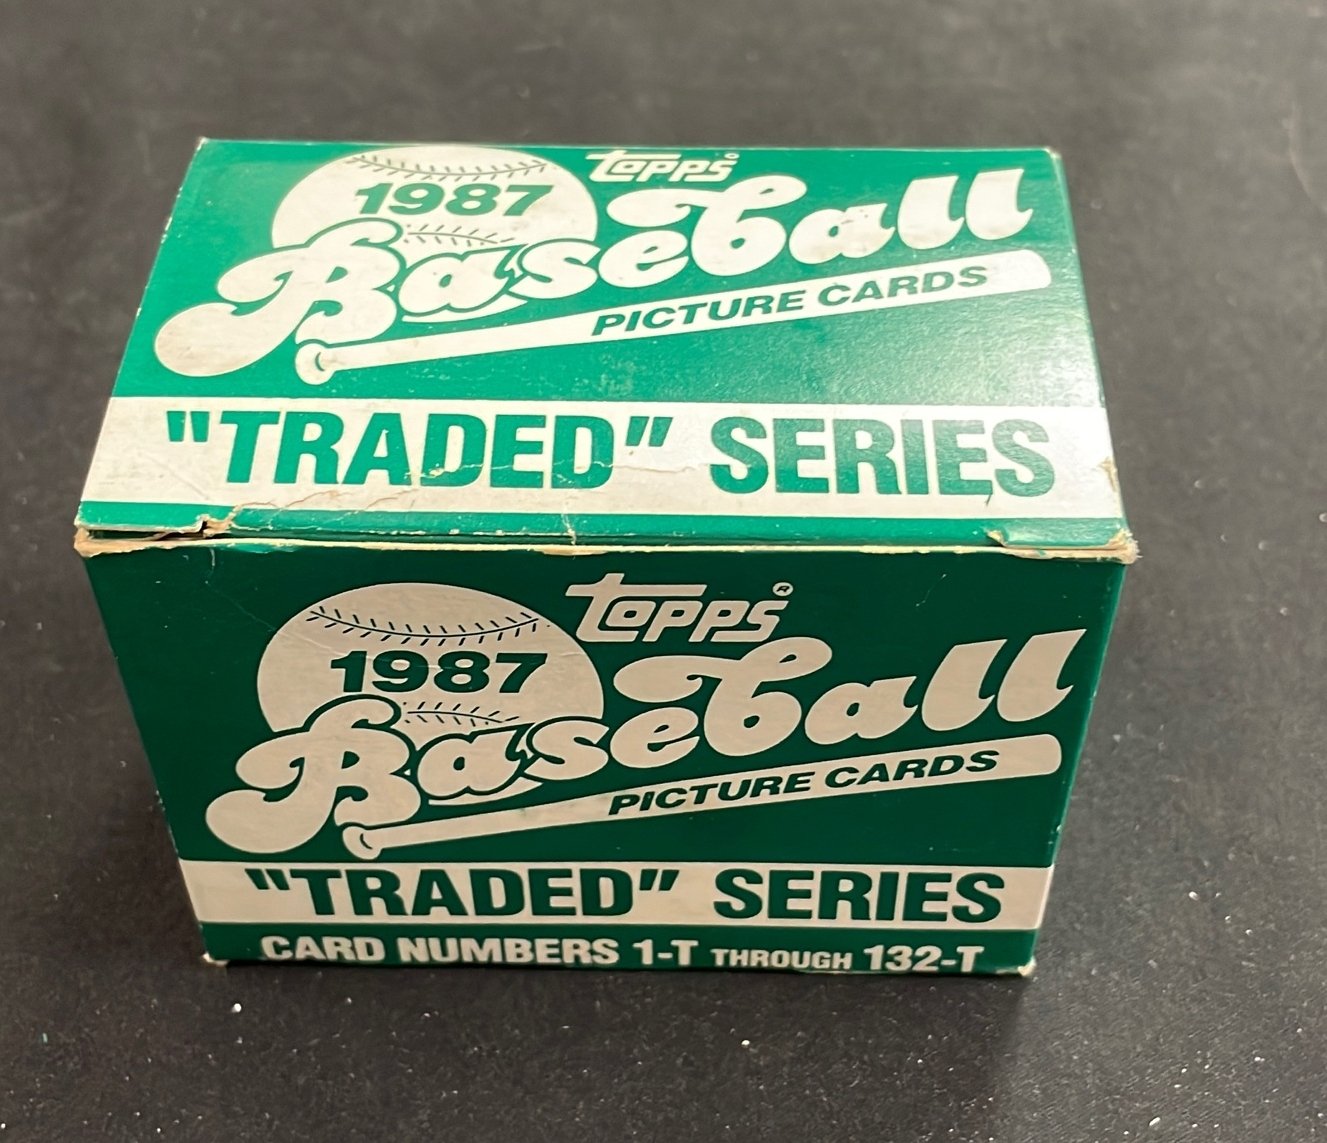 topps®
1987
Baseball
PICTURE CARDS
"TRADED" SERIES
topps®
1987
Baseball
PICTURE CARDS
"TRADED" SERIES
CARD NUMBERS 1-T THROUGH 132-T